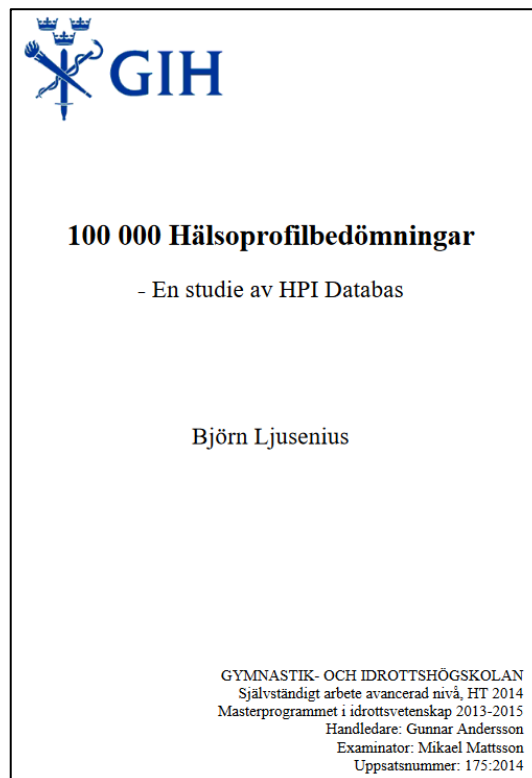 GIH
100 000 Hälsoprofilbedömningar
- En studie av HPI Databas
Björn Ljusenius
GYMNASTIK- OCH IDROTTSHÖGSKOLAN
Självständigt arbete avancerad nivå, HT 2014
Masterprogrammet i idrottsvetenskap 2013-2015
Handledare: Gunnar Andersson
Examinator: Mikael Mattsson
Uppsatsnummer: 175:2014